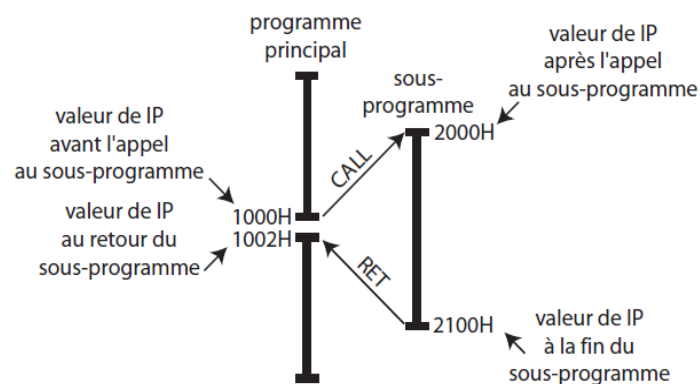 programme
principal
valeur de IP
après l'appel
au sous-programme
sous-
programme
2000H
valeur de IP
avant l'appel
au sous-programme
CALL
1000H
valeur de IP
au retour du
sous-programme
1002H
RET
2100H
valeur de IP
à la fin du
sous-programme